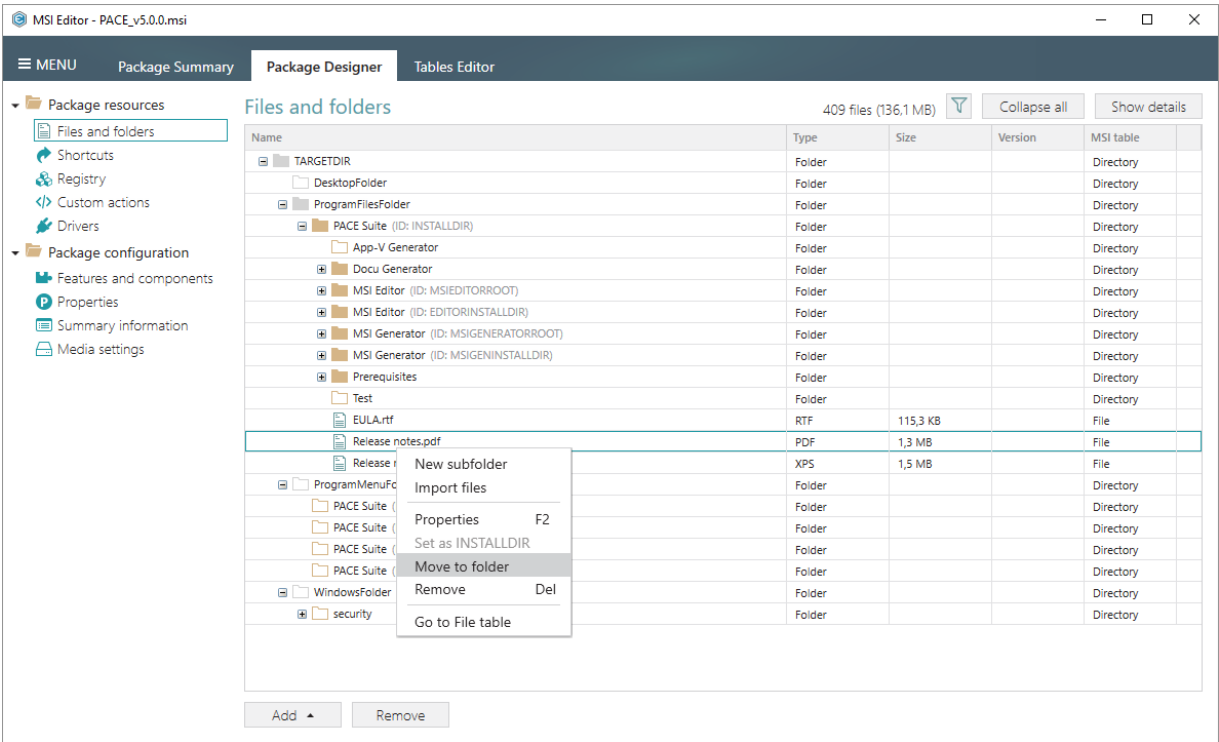 MSI Editor - PACE_v5.0.0.msi
MENU Package Summary Package Designer Tables Editor
Package resources
Files and folders
Shortcuts
Registry
Custom actions
Drivers
Package configuration
Features and components
Properties
Summary information
Media settings
Files and folders 409 files (136,1 MB) Collapse all Show details
Name Type Size Version MSI table
TARGETDIR Folder Directory
DesktopFolder Folder Directory
ProgramFilesFolder Folder Directory
PACE Suite (ID: INSTALLDIR) Folder Directory
App-V Generator Folder Directory
Docu Generator Folder Directory
MSI Editor (ID: MSIEDITORROOT) Folder Directory
MSI Editor (ID: EDITORINSTALLDIR) Folder Directory
MSI Generator (ID: MSIGENERATORROOT) Folder Directory
MSI Generator (ID: MSIGENINSTALLDIR) Folder Directory
Prerequisites Folder Directory
Test Folder Directory
EULA.rtf RTF 115,3 KB File
Release notes.pdf PDF 1,3 MB File
Release XPS 1,5 MB File
ProgramMenuFo Folder Directory
PACE Suite ( Folder Directory
PACE Suite ( Folder Directory
PACE Suite ( Folder Directory
PACE Suite ( Folder Directory
WindowsFolder Folder Directory
security Folder Directory
New subfolder
Import files
Properties F2
Set as INSTALLDIR
Move to folder
Remove Del
Go to File table
Add Remove